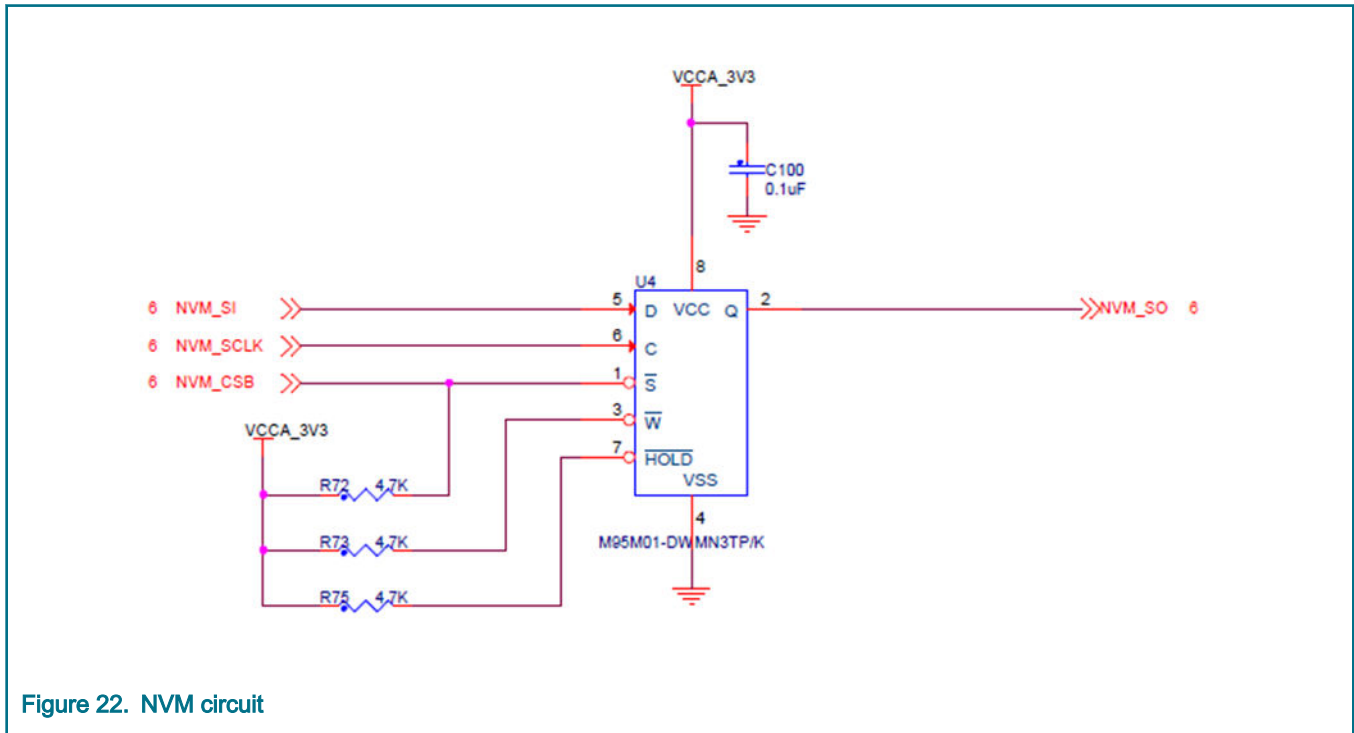 VCCA_3V3
C100
0.1uF
8
U4
6 NVM_SI
5
D VCC Q
2
NVM_SO 6
6 NVM_SCLK
6
C
6 NVM_CSB
1
S
3
W
VCCA_3V3
7
HOLD
VSS
R72 4.7K
4
R73 4.7K
M95M01-DWMN3TP/K
R75 4.7K
Figure 22. NVM circuit